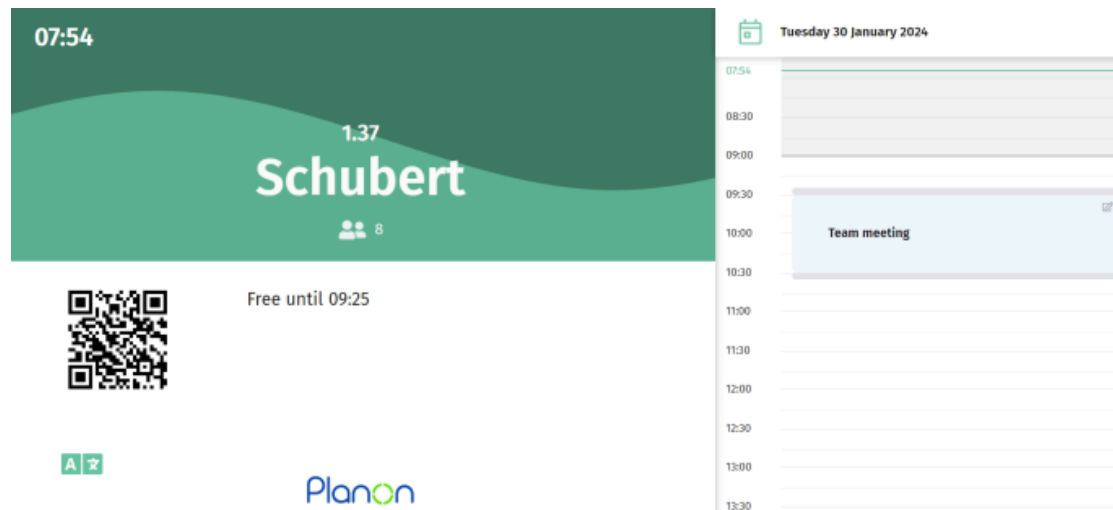 07:54
1.37
Schubert
8
Free until 09:25
A
Planon
Tuesday 30 January 2024
07:54
08:30
09:00
09:30
10:00
Team meeting
10:30
11:00
11:30
12:00
12:30
13:00
13:30